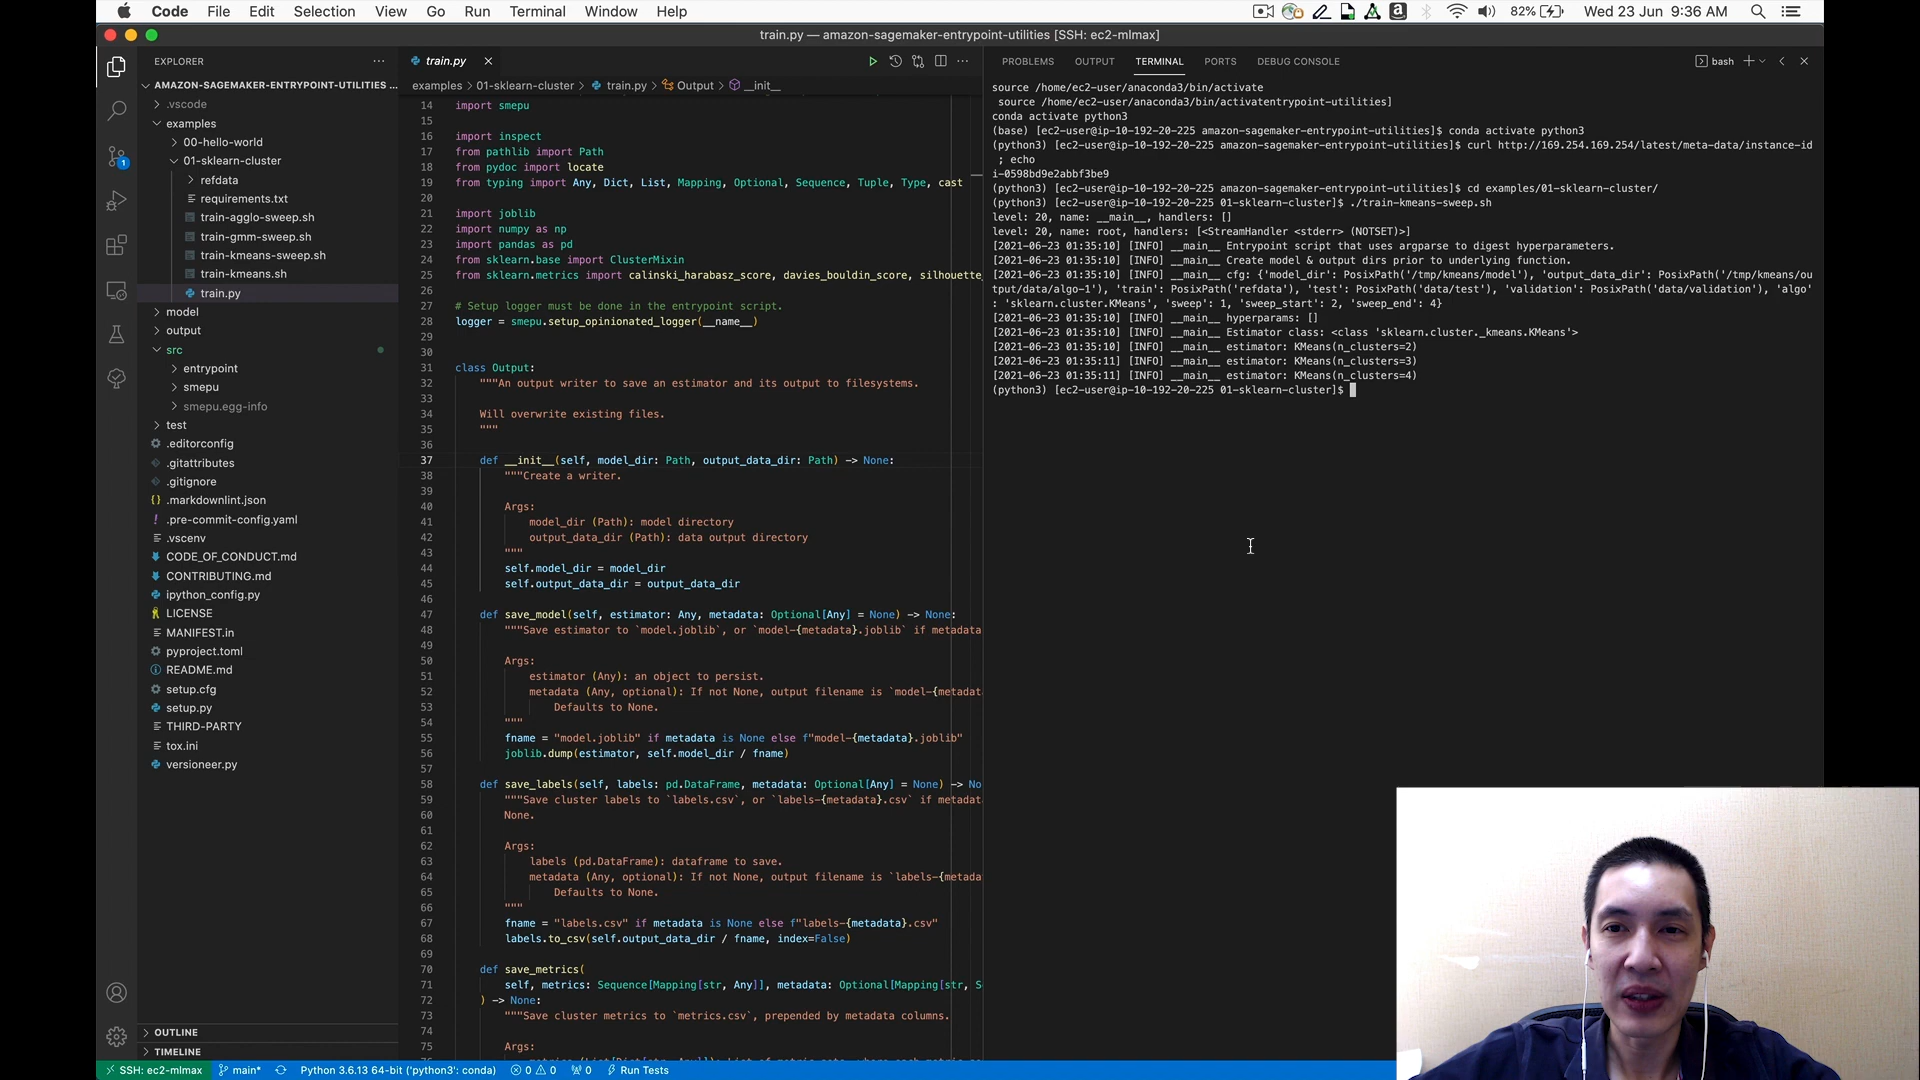 Code File Edit Selection View Go Run Terminal Window Help
82% Wed 23 Jun 9:36 AM
train.py — amazon-sagemaker-entrypoint-utilities [SSH: ec2-mlmax]
EXPLORER ...
AMAZON-SAGEMAKER-ENTRYPOINT-UTILITIES ...
.vscode
examples
00-hello-world
01-sklearn-cluster
refdata
requirements.txt
train-agglo-sweep.sh
train-gmm-sweep.sh
train-kmeans-sweep.sh
train-kmeans.sh
train.py
model
output
src
entrypoint
smepu
smepu.egg-info
test
.editorconfig
.gitattributes
.gitignore
.markdownlint.json
.pre-commit-config.yaml
.vscenv
CODE_OF_CONDUCT.md
CONTRIBUTING.md
ipython_config.py
LICENSE
MANIFEST.in
pyproject.toml
README.md
setup.cfg
setup.py
THIRD-PARTY
tox.ini
versioneer.py
OUTLINE
TIMELINE
train.py
examples > 01-sklearn-cluster > train.py > Output > __init__
14 import smepu
15
16 import inspect
17 from pathlib import Path
18 from pydoc import locate
19 from typing import Any, Dict, List, Mapping, Optional, Sequence, Tuple, Type, cast
20
21 import joblib
22 import numpy as np
23 import pandas as pd
24 from sklearn.base import ClusterMixin
25 from sklearn.metrics import calinski_harabasz_score, davies_bouldin_score, silhouette_
26
27 # Setup logger must be done in the entrypoint script.
28 logger = smepu.setup_opinionated_logger(__name__)
29
30
31 class Output:
32 """An output writer to save an estimator and its output to filesystems.
33
34 Will overwrite existing files.
35 """
36
37 def __init__(self, model_dir: Path, output_data_dir: Path) -> None:
38 """Create a writer.
39
40 Args:
41 model_dir (Path): model directory
42 output_data_dir (Path): data output directory
43 """
44 self.model_dir = model_dir
45 self.output_data_dir = output_data_dir
46
47 def save_model(self, estimator: Any, metadata: Optional[Any] = None) -> None:
48 """Save estimator to `model.joblib`, or `model-{metadata}.joblib` if metadata
49
50 Args:
51 estimator (Any): an object to persist.
52 metadata (Any, optional): If not None, output filename is `model-{metadat
53 Defaults to None.
54 """
55 fname = "model.joblib" if metadata is None else f"model-{metadata}.joblib"
56 joblib.dump(estimator, self.model_dir / fname)
57
58 def save_labels(self, labels: pd.DataFrame, metadata: Optional[Any] = None) -> No
59 """Save cluster labels to `labels.csv`, or `labels-{metadata}.csv` if metadat
60 None.
61
62 Args:
63 labels (pd.DataFrame): dataframe to save.
64 metadata (Any, optional): If not None, output filename is `labels-{metada
65 Defaults to None.
66 """
67 fname = "labels.csv" if metadata is None else f"labels-{metadata}.csv"
68 labels.to_csv(self.output_data_dir / fname, index=False)
69
70 def save_metrics(
71 self, metrics: Sequence[Mapping[str, Any]], metadata: Optional[Mapping[str, S
72 ) -> None:
73 """Save cluster metrics to `metrics.csv`, prepended by metadata columns.
74
75 Args:
PROBLEMS OUTPUT TERMINAL PORTS DEBUG CONSOLE bash
source /home/ec2-user/anaconda3/bin/activate
source /home/ec2-user/anaconda3/bin/activatentrypoint-utilities]
conda activate python3
(base) [ec2-user@ip-10-192-20-225 amazon-sagemaker-entrypoint-utilities]$ conda activate python3
(python3) [ec2-user@ip-10-192-20-225 amazon-sagemaker-entrypoint-utilities]$ curl http://169.254.169.254/latest/meta-data/instance-id
; echo
i-0598bd9e2abbf3be9
(python3) [ec2-user@ip-10-192-20-225 amazon-sagemaker-entrypoint-utilities]$ cd examples/01-sklearn-cluster/
(python3) [ec2-user@ip-10-192-20-225 01-sklearn-cluster]$ ./train-kmeans-sweep.sh
level: 20, name: __main__, handlers: []
level: 20, name: root, handlers: [<StreamHandler <stderr> (NOTSET)>]
[2021-06-23 01:35:10] [INFO] __main__ Entrypoint script that uses argparse to digest hyperparameters.
[2021-06-23 01:35:10] [INFO] __main__ Create model & output dirs prior to underlying function.
[2021-06-23 01:35:10] [INFO] __main__ cfg: {'model_dir': PosixPath('/tmp/kmeans/model'), 'output_data_dir': PosixPath('/tmp/kmeans/ou
tput/data/algo-1'), 'train': PosixPath('refdata'), 'test': PosixPath('data/test'), 'validation': PosixPath('data/validation'), 'algo'
: 'sklearn.cluster.KMeans', 'sweep': 1, 'sweep_start': 2, 'sweep_end': 4}
[2021-06-23 01:35:10] [INFO] __main__ hyperparams: []
[2021-06-23 01:35:10] [INFO] __main__ Estimator class: <class 'sklearn.cluster._kmeans.KMeans'>
[2021-06-23 01:35:10] [INFO] __main__ estimator: KMeans(n_clusters=2)
[2021-06-23 01:35:11] [INFO] __main__ estimator: KMeans(n_clusters=3)
[2021-06-23 01:35:11] [INFO] __main__ estimator: KMeans(n_clusters=4)
(python3) [ec2-user@ip-10-192-20-225 01-sklearn-cluster]$
SSH: ec2-mlmax main* Python 3.6.13 64-bit ('python3': conda) 0 0 0 Run Tests